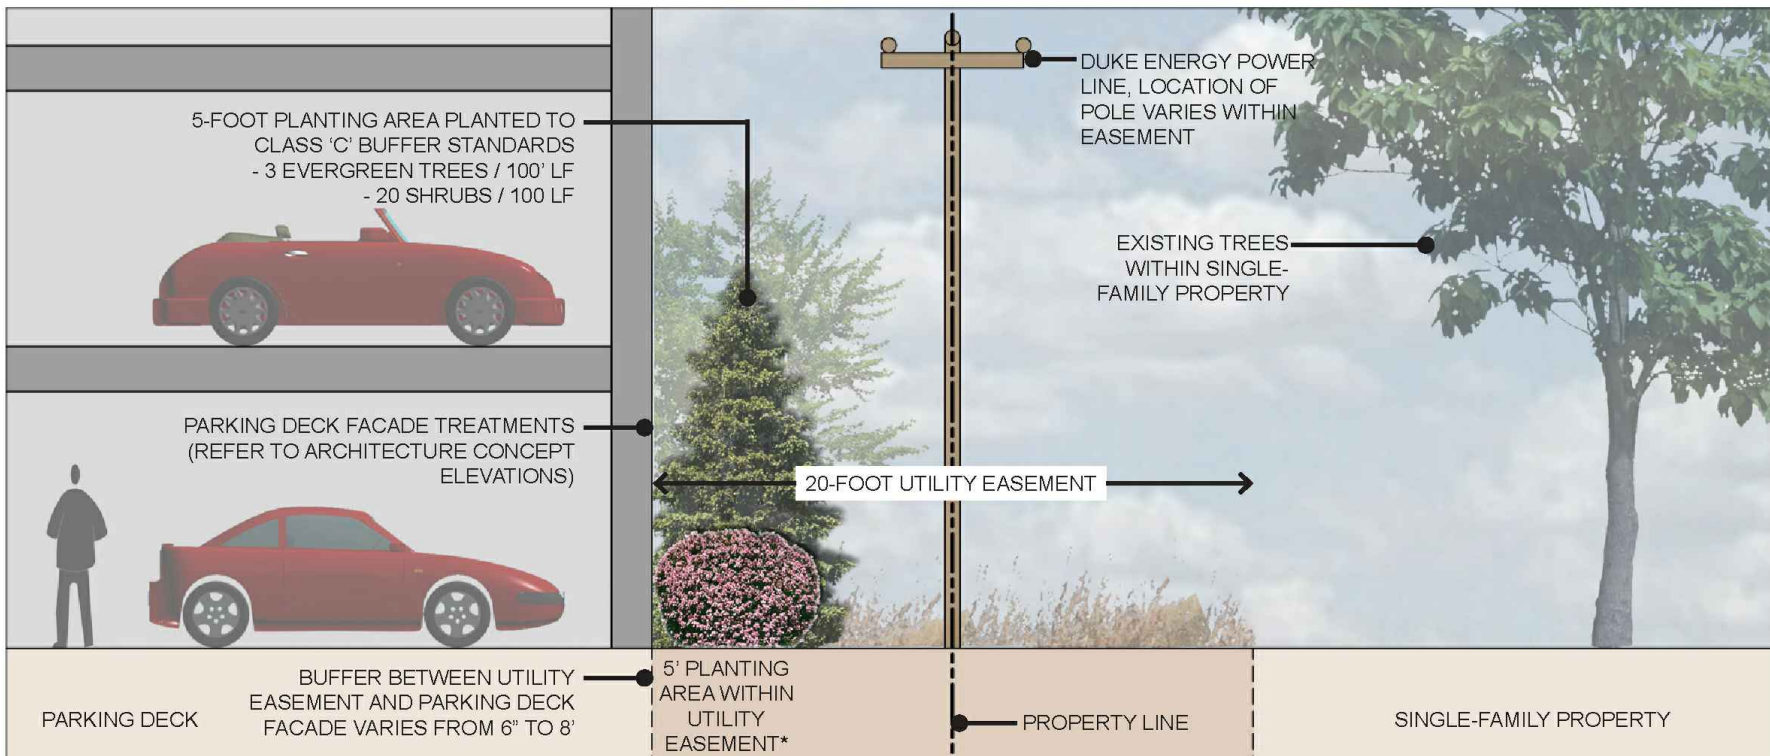 5-FOOT PLANTING AREA PLANTED TO
CLASS ‘C’ BUFFER STANDARDS
- 3 EVERGREEN TREES / 100’ LF
- 20 SHRUBS / 100 LF
DUKE ENERGY POWER
LINE, LOCATION OF
POLE VARIES WITHIN
EASEMENT
EXISTING TREES
WITHIN SINGLE-
FAMILY PROPERTY
PARKING DECK FACADE TREATMENTS
(REFER TO ARCHITECTURE CONCEPT
ELEVATIONS)
20-FOOT UTILITY EASEMENT
BUFFER BETWEEN UTILITY
EASEMENT AND PARKING DECK
FACADE VARIES FROM 6” TO 8’
PARKING DECK
5’ PLANTING
AREA WITHIN
UTILITY
EASEMENT*
PROPERTY LINE
SINGLE-FAMILY PROPERTY